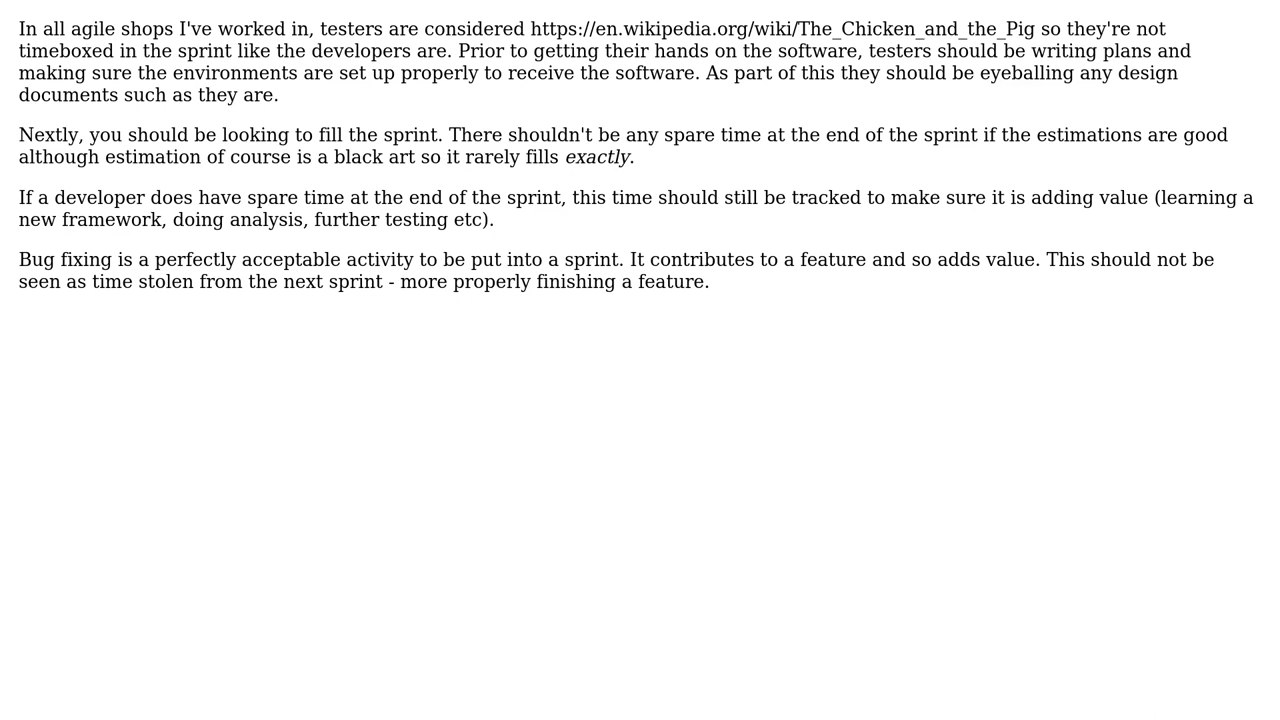 In all agile shops I've worked in, testers are considered https://en.wikipedia.org/wiki/The_Chicken_and_the_Pig so they're not
timeboxed in the sprint like the developers are. Prior to getting their hands on the software, testers should be writing plans and
making sure the environments are set up properly to receive the software. As part of this they should be eyeballing any design
documents such as they are.
Nextly, you should be looking to fill the sprint. There shouldn't be any spare time at the end of the sprint if the estimations are good
although estimation of course is a black art so it rarely fills exactly.
If a developer does have spare time at the end of the sprint, this time should still be tracked to make sure it is adding value (learning a
new framework, doing analysis, further testing etc).
Bug fixing is a perfectly acceptable activity to be put into a sprint. It contributes to a feature and so adds value. This should not be
seen as time stolen from the next sprint - more properly finishing a feature.